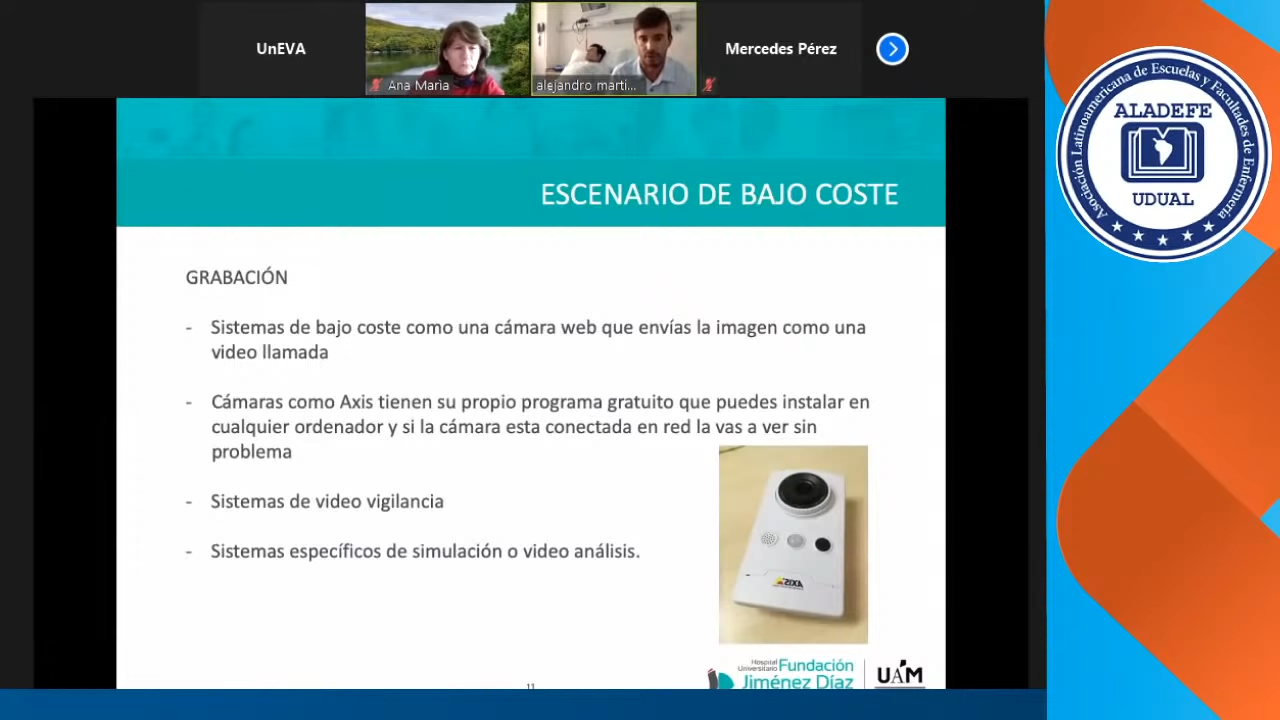 UnEVA
Ana Marìa
alejandro marti...
Mercedes Pérez
Asociación Latinoamericana de Escuelas y Facultades de Enfermería
ALADEFE
UDUAL
ESCENARIO DE BAJO COSTE
GRABACIÓN
- Sistemas de bajo coste como una cámara web que envías la imagen como una
video llamada
- Cámaras como Axis tienen su propio programa gratuito que puedes instalar en
cualquier ordenador y si la cámara esta conectada en red la vas a ver sin
problema
- Sistemas de video vigilancia
- Sistemas específicos de simulación o video análisis.
AXIS
11
Hospital
Universitario
Fundación
Jiménez Díaz
UAM